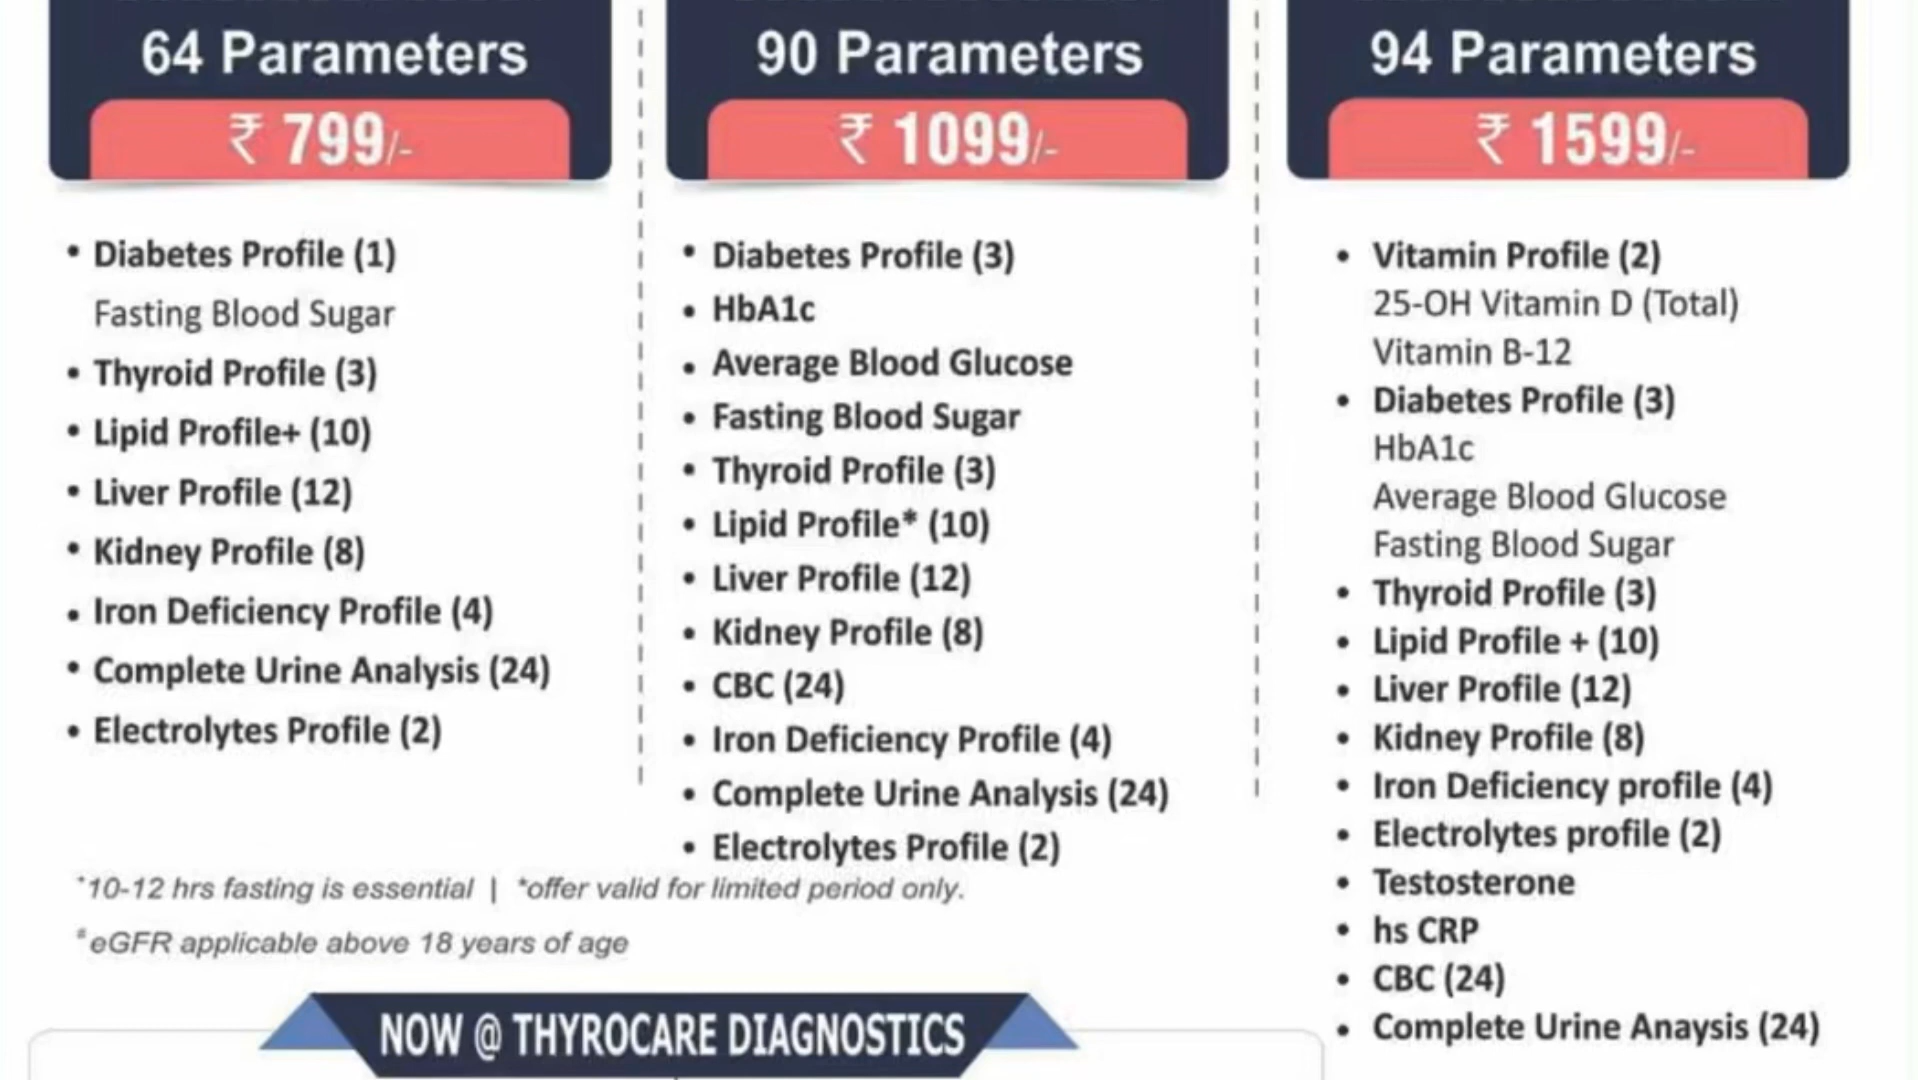 64 Parameters
₹ 799/-
• Diabetes Profile (1)
Fasting Blood Sugar
• Thyroid Profile (3)
• Lipid Profile+ (10)
• Liver Profile (12)
• Kidney Profile (8)
• Iron Deficiency Profile (4)
• Complete Urine Analysis (24)
• Electrolytes Profile (2)
90 Parameters
₹ 1099/-
• Diabetes Profile (3)
• HbA1c
• Average Blood Glucose
• Fasting Blood Sugar
• Thyroid Profile (3)
• Lipid Profile* (10)
• Liver Profile (12)
• Kidney Profile (8)
• CBC (24)
• Iron Deficiency Profile (4)
• Complete Urine Analysis (24)
• Electrolytes Profile (2)
94 Parameters
₹ 1599/-
• Vitamin Profile (2)
25-OH Vitamin D (Total)
Vitamin B-12
• Diabetes Profile (3)
HbA1c
Average Blood Glucose
Fasting Blood Sugar
• Thyroid Profile (3)
• Lipid Profile + (10)
• Liver Profile (12)
• Kidney Profile (8)
• Iron Deficiency profile (4)
• Electrolytes profile (2)
• Testosterone
• hs CRP
• CBC (24)
• Complete Urine Anaysis (24)
*10-12 hrs fasting is essential | *offer valid for limited period only.
#eGFR applicable above 18 years of age
NOW @ THYROCARE DIAGNOSTICS